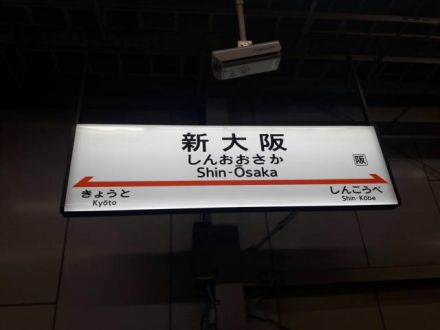 新大阪
しんおおさか
阪
Shin-Ōsaka
きょうと
Kyōto
しんこうべ
Shin-Kōbe